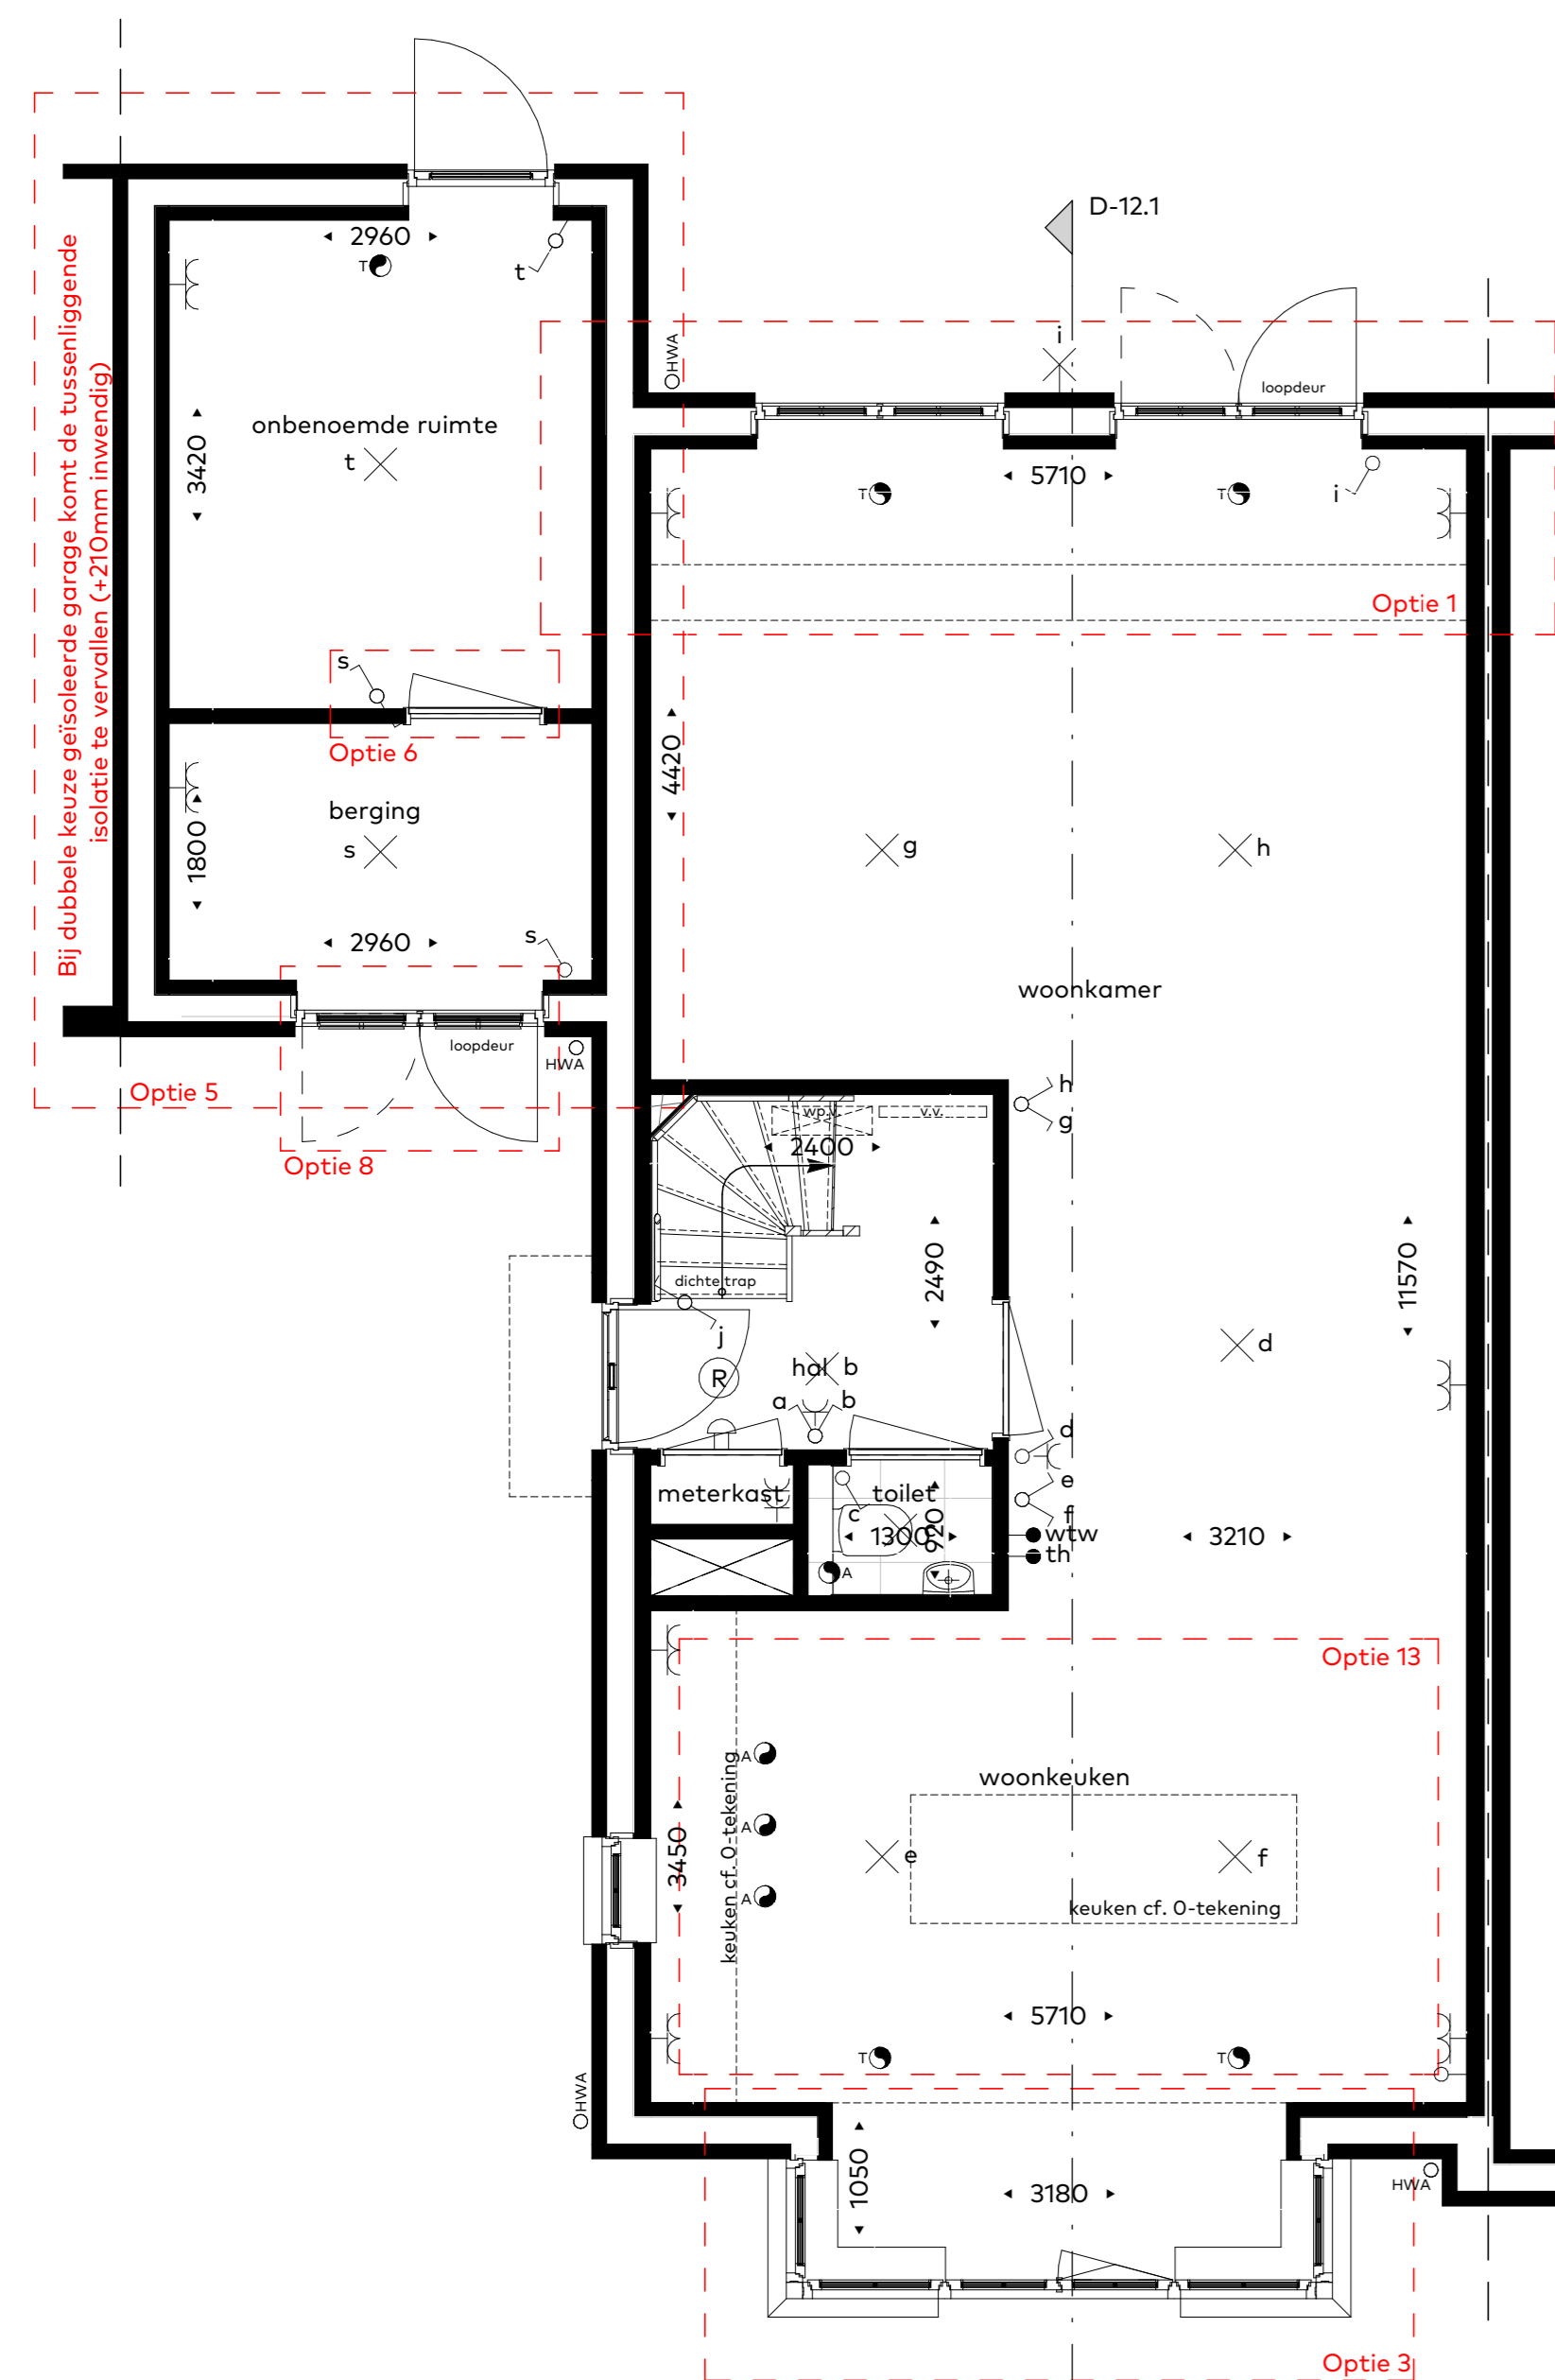 D-12.1
2960
T
t
Bij dubbele keuze geïsoleerde garage komt de tussenliggende
isolatie te vervallen (+210mm inwendig)
HWA
i
loopdeur
onbenoemde ruimte
t
3420
5710
T
T
i
Optie 1
s
Optie 6
4420
berging
s
1800
g
h
2960
s
woonkamer
loopdeur
HWA
Optie 5
Optie 8
h
g
wp.v.
v.v.
2400
2490
11570
dichte trap
j
d
hal
b
R
a
b
d
meterkast
toilet
e
c
f
1300
920
wtw
th
3210
A
Optie 13
A
woonkeuken
A
3450
keuken cf. 0-tekening
e
f
A
keuken cf. 0-tekening
5710
T
T
HWA
1050
3180
HWA
Optie 3